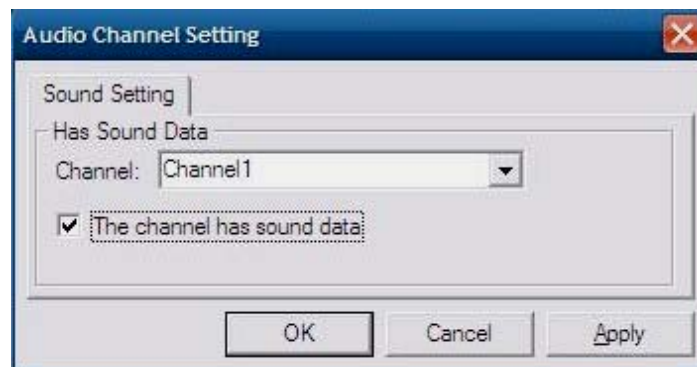 Audio Channel Setting
Sound Setting
Has Sound Data
Channel: Channel1
The channel has sound data
OK Cancel Apply